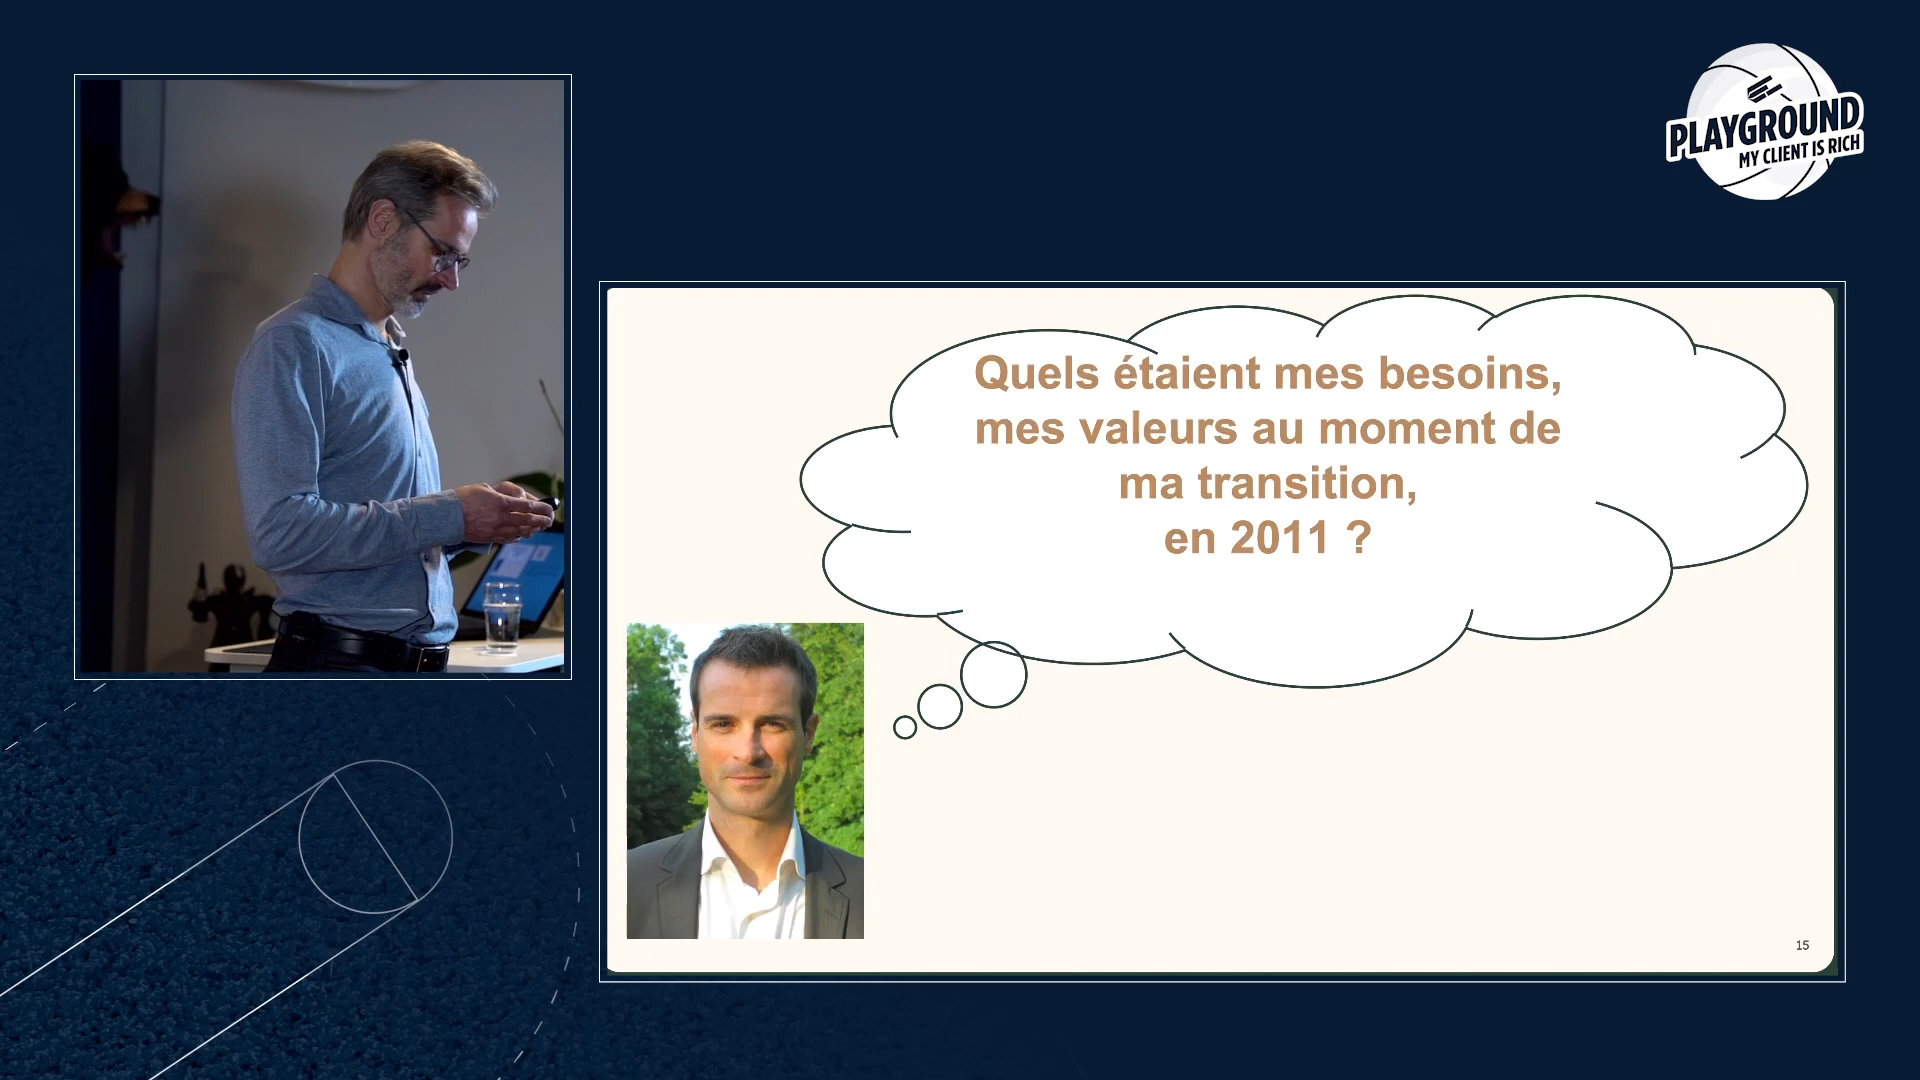 PLAYGROUND
MY CLIENT IS RICH
Quels étaient mes besoins,
mes valeurs au moment de
ma transition,
en 2011 ?
15